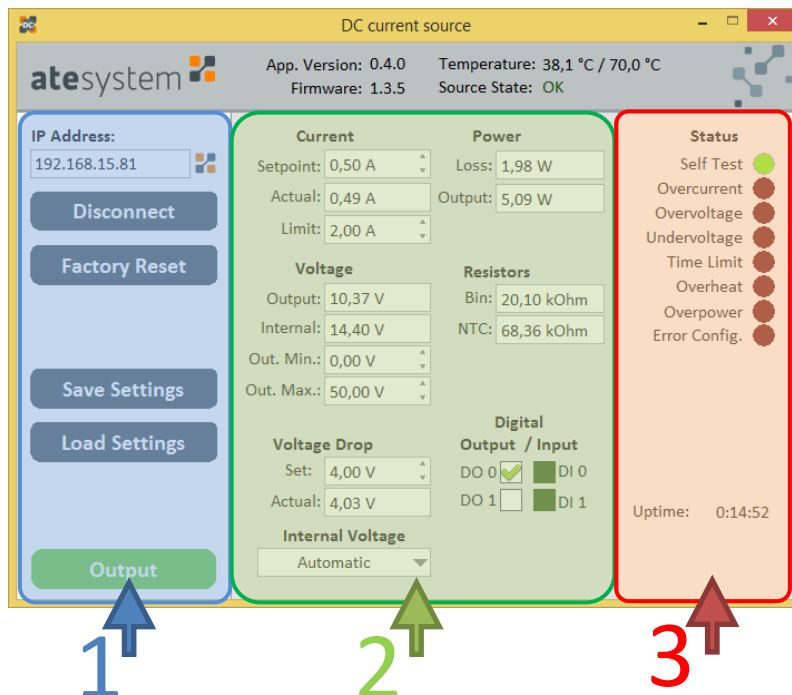 DC
DC current source
atesystem
App. Version: 0.4.0
Firmware: 1.3.5
Temperature: 38,1 °C / 70,0 °C
Source State: OK
IP Address:
192.168.15.81
Disconnect
Factory Reset
Save Settings
Load Settings
Output
Current
Setpoint: 0,50 A
Actual: 0,49 A
Limit: 2,00 A
Voltage
Output: 10,37 V
Internal: 14,40 V
Out. Min.: 0,00 V
Out. Max.: 50,00 V
Voltage Drop
Set: 4,00 V
Actual: 4,03 V
Internal Voltage
Automatic
Power
Loss: 1,98 W
Output: 5,09 W
Resistors
Bin: 20,10 kOhm
NTC: 68,36 kOhm
Digital
Output / Input
DO 0 DI 0
DO 1 DI 1
Status
Self Test
Overcurrent
Overvoltage
Undervoltage
Time Limit
Overheat
Overpower
Error Config.
Uptime: 0:14:52
1
2
3